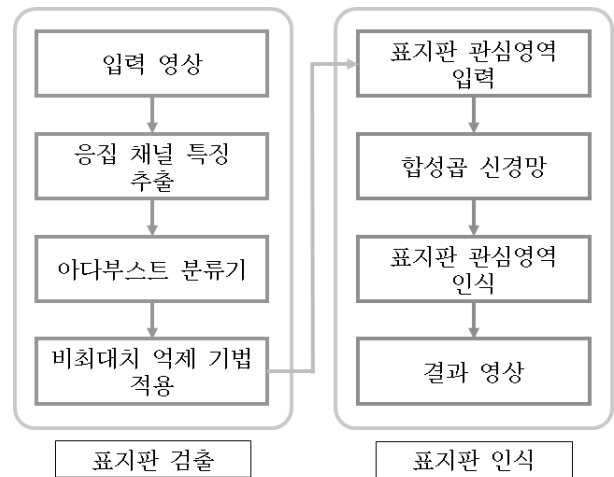 입력 영상
응집 채널 특징
추출
아다부스트 분류기
비최대치 억제 기법
적용
표지판 검출
표지판 관심영역
입력
합성곱 신경망
표지판 관심영역
인식
결과 영상
표지판 인식